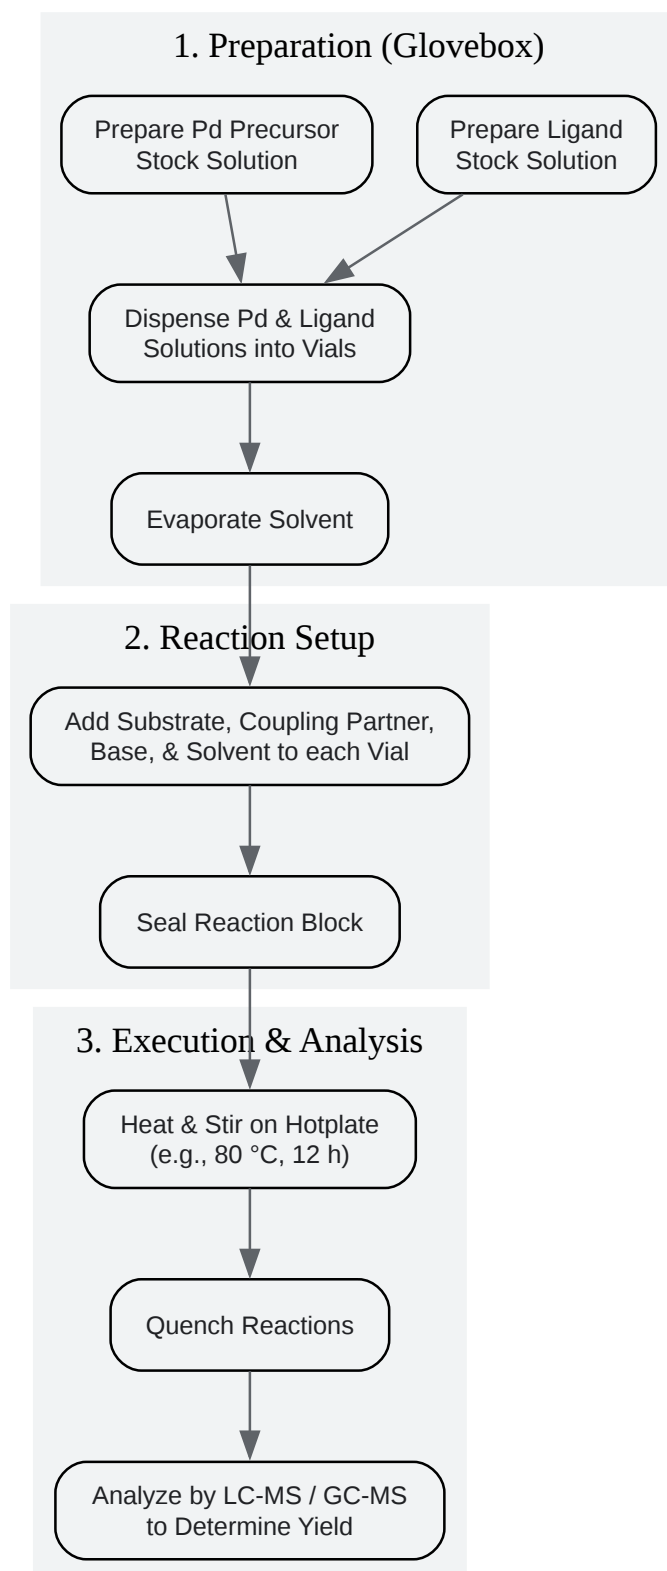 1. Preparation (Glovebox)
Prepare Pd Precursor
Stock Solution
Prepare Ligand
Stock Solution
Dispense Pd & Ligand
Solutions into Vials
Evaporate Solvent
2. Reaction Setup
Add Substrate, Coupling Partner,
Base, & Solvent to each Vial
Seal Reaction Block
3. Execution & Analysis
Heat & Stir on Hotplate
(e.g., 80 °C, 12 h)
Quench Reactions
Analyze by LC-MS / GC-MS
to Determine Yield